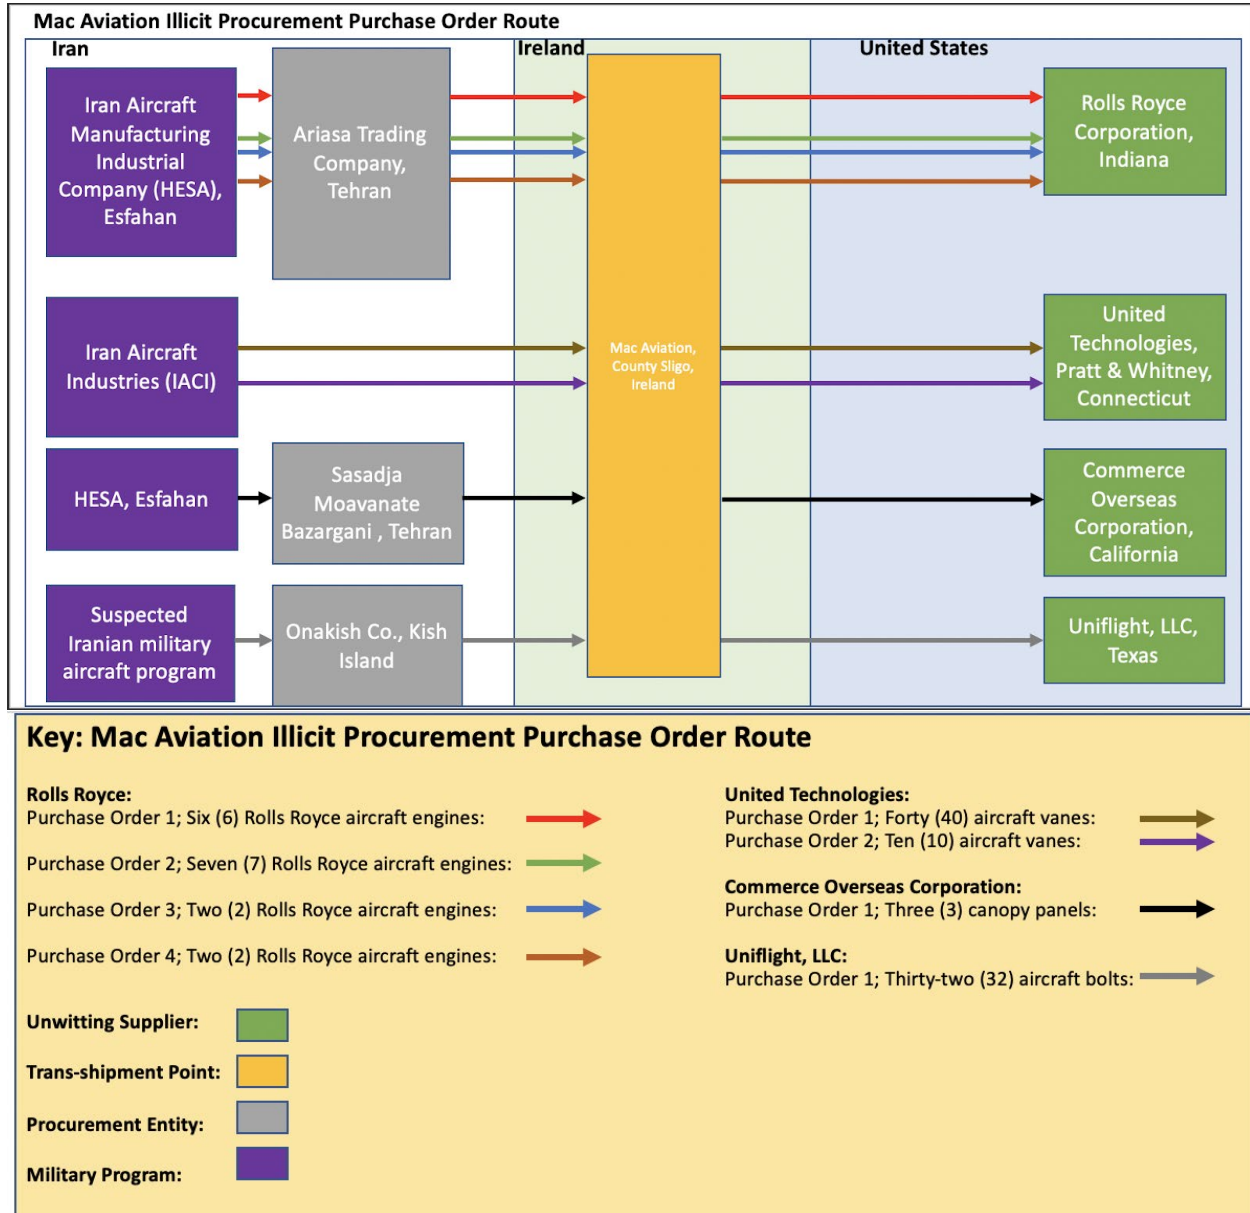 Mac Aviation Illicit Procurement Purchase Order Route
Iran
Ireland
United States
Iran Aircraft
Manufacturing
Industrial
Company (HESA),
Esfahan
Ariasa Trading
Company,
Tehran
Rolls Royce
Corporation,
Indiana
Iran Aircraft
Industries (IACI)
Mac Aviation,
County Sligo,
Ireland
United
Technologies,
Pratt & Whitney,
Connecticut
HESA, Esfahan
Sasadja
Moavanate
Bazargani , Tehran
Commerce
Overseas
Corporation,
California
Suspected
Iranian military
aircraft program
Onakish Co., Kish
Island
Uniflight, LLC,
Texas
Key: Mac Aviation Illicit Procurement Purchase Order Route
Rolls Royce:
Purchase Order 1; Six (6) Rolls Royce aircraft engines:
Purchase Order 2; Seven (7) Rolls Royce aircraft engines:
Purchase Order 3; Two (2) Rolls Royce aircraft engines:
Purchase Order 4; Two (2) Rolls Royce aircraft engines:
United Technologies:
Purchase Order 1; Forty (40) aircraft vanes:
Purchase Order 2; Ten (10) aircraft vanes:
Commerce Overseas Corporation:
Purchase Order 1; Three (3) canopy panels:
Uniflight, LLC:
Purchase Order 1; Thirty-two (32) aircraft bolts:
Unwitting Supplier:
Trans-shipment Point:
Procurement Entity:
Military Program: